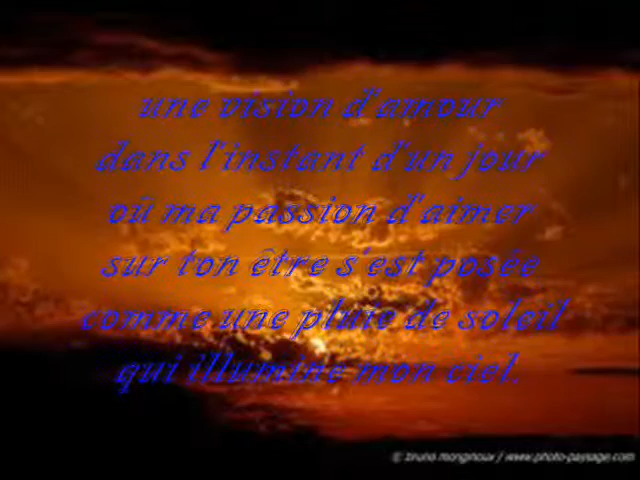 une vision d'amour
dans l'instant d'un jour
où ma passion d'aimer
sur ton être s'est posée
comme une pluie de soleil
qui illumine mon ciel.
© bruno monginoux / www.photo-paysage.com